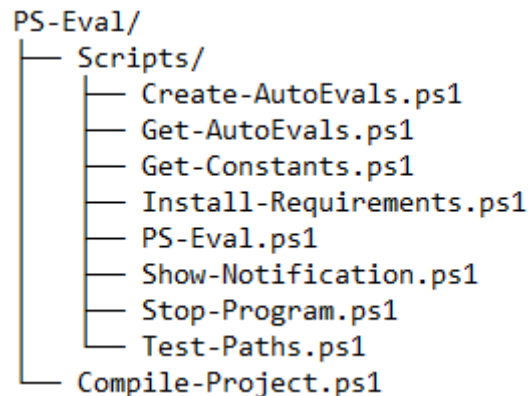 PS-Eval/
├── Scripts/
│   ├── Create-AutoEvals.ps1
│   ├── Get-AutoEvals.ps1
│   ├── Get-Constants.ps1
│   ├── Install-Requirements.ps1
│   ├── PS-Eval.ps1
│   ├── Show-Notification.ps1
│   ├── Stop-Program.ps1
│   └── Test-Paths.ps1
└── Compile-Project.ps1